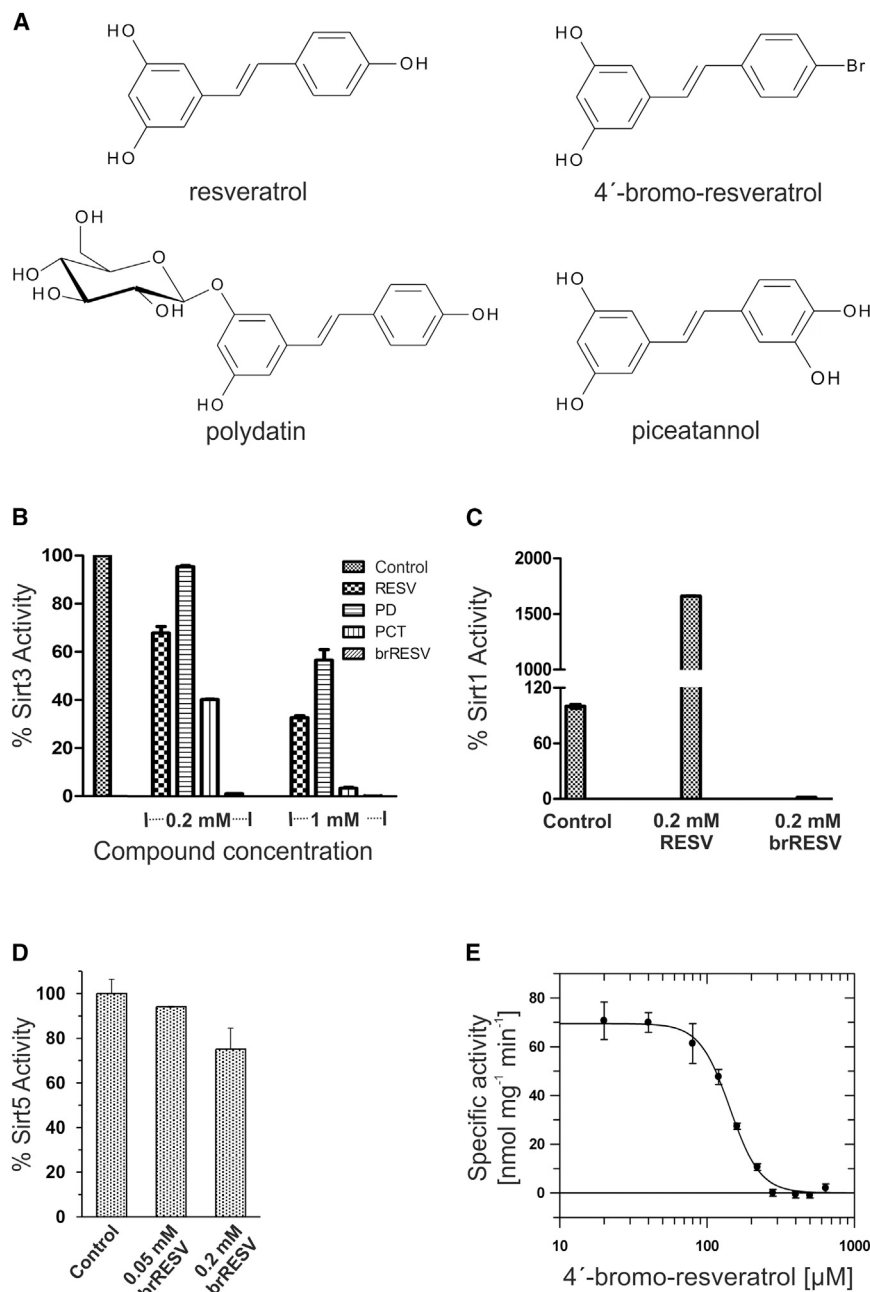 A
HO
OH
HO
resveratrol
HO
Br
HO
4´-bromo-resveratrol
OH
O
HO
HO
OH
O
OH
HO
polydatin
HO
OH
OH
HO
piceatannol
B
% Sirt3 Activity
100
80
60
40
20
0
Control
RESV
PD
PCT
brRESV
0.2 mM
1 mM
Compound concentration
C
% Sirt1 Activity
2000
1500
1000
120
60
0
Control
0.2 mM
RESV
0.2 mM
brRESV
D
% Sirt5 Activity
100
80
60
40
20
0
Control
0.05 mM
brRESV
0.2 mM
brRESV
E
Specific activity
[nmol mg⁻¹ min⁻¹]
80
60
40
20
0
10
100
1000
4´-bromo-resveratrol [µM]